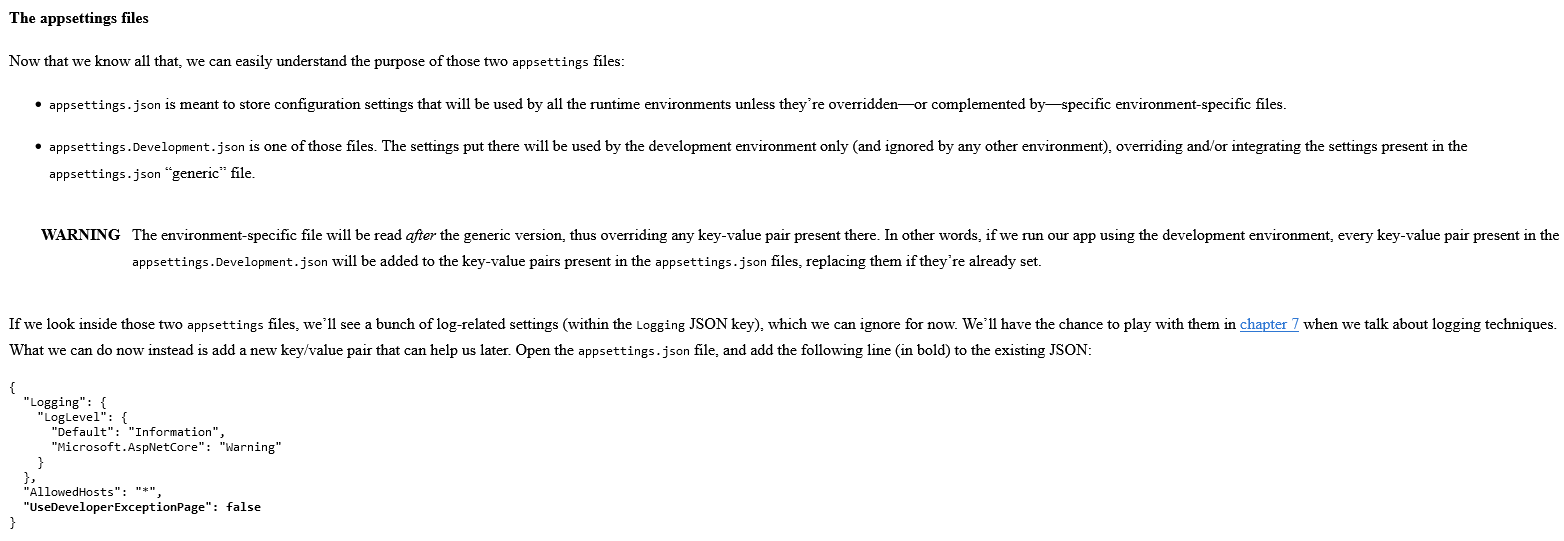 The appsettings files
Now that we know all that, we can easily understand the purpose of those two appsettings files:
• appsettings.json is meant to store configuration settings that will be used by all the runtime environments unless they’re overridden—or complemented by—specific environment-specific files.
• appsettings.Development.json is one of those files. The settings put there will be used by the development environment only (and ignored by any other environment), overriding and/or integrating the settings present in the
appsettings.json “generic” file.
WARNING The environment-specific file will be read after the generic version, thus overriding any key-value pair present there. In other words, if we run our app using the development environment, every key-value pair present in the
appsettings.Development.json will be added to the key-value pairs present in the appsettings.json files, replacing them if they’re already set.
If we look inside those two appsettings files, we’ll see a bunch of log-related settings (within the Logging JSON key), which we can ignore for now. We’ll have the chance to play with them in chapter 7 when we talk about logging techniques.
What we can do now instead is add a new key/value pair that can help us later. Open the appsettings.json file, and add the following line (in bold) to the existing JSON:
{
  "Logging": {
    "LogLevel": {
      "Default": "Information",
      "Microsoft.AspNetCore": "Warning"
    }
  },
  "AllowedHosts": "*",
  "UseDeveloperExceptionPage": false
}